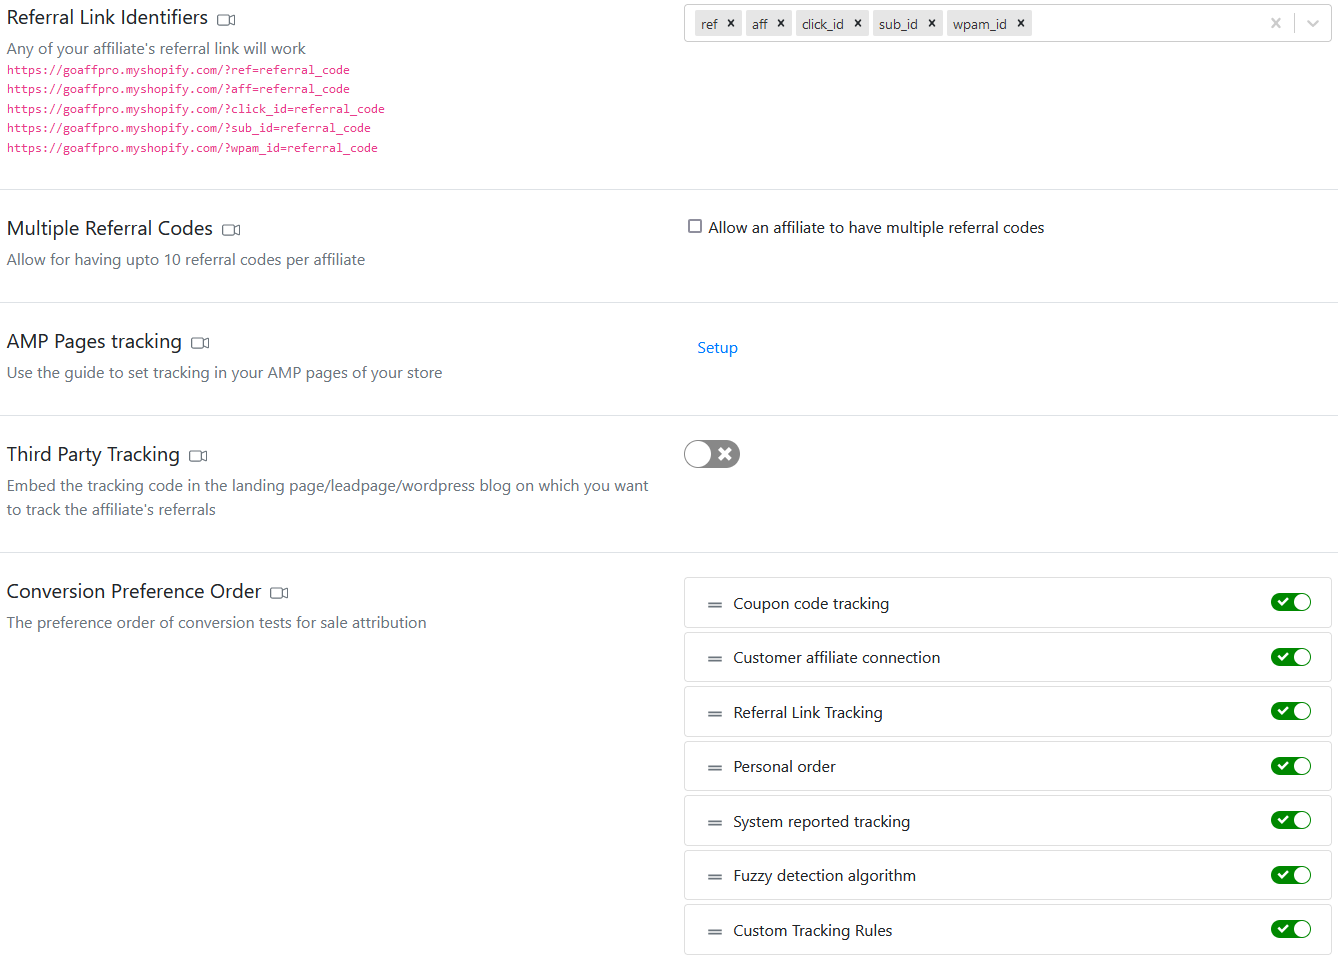 Referral Link Identifiers
Any of your affiliate's referral link will work
https://goaffpro.myshopify.com/?ref=referral_code
https://goaffpro.myshopify.com/?aff=referral_code
https://goaffpro.myshopify.com/?click_id=referral_code
https://goaffpro.myshopify.com/?sub_id=referral_code
https://goaffpro.myshopify.com/?wpam_id=referral_code
ref aff click_id sub_id wpam_id
Multiple Referral Codes
Allow for having upto 10 referral codes per affiliate
Allow an affiliate to have multiple referral codes
AMP Pages tracking
Use the guide to set tracking in your AMP pages of your store
Setup
Third Party Tracking
Embed the tracking code in the landing page/leadpage/wordpress blog on which you want
to track the affiliate's referrals
Conversion Preference Order
The preference order of conversion tests for sale attribution
Coupon code tracking
Customer affiliate connection
Referral Link Tracking
Personal order
System reported tracking
Fuzzy detection algorithm
Custom Tracking Rules